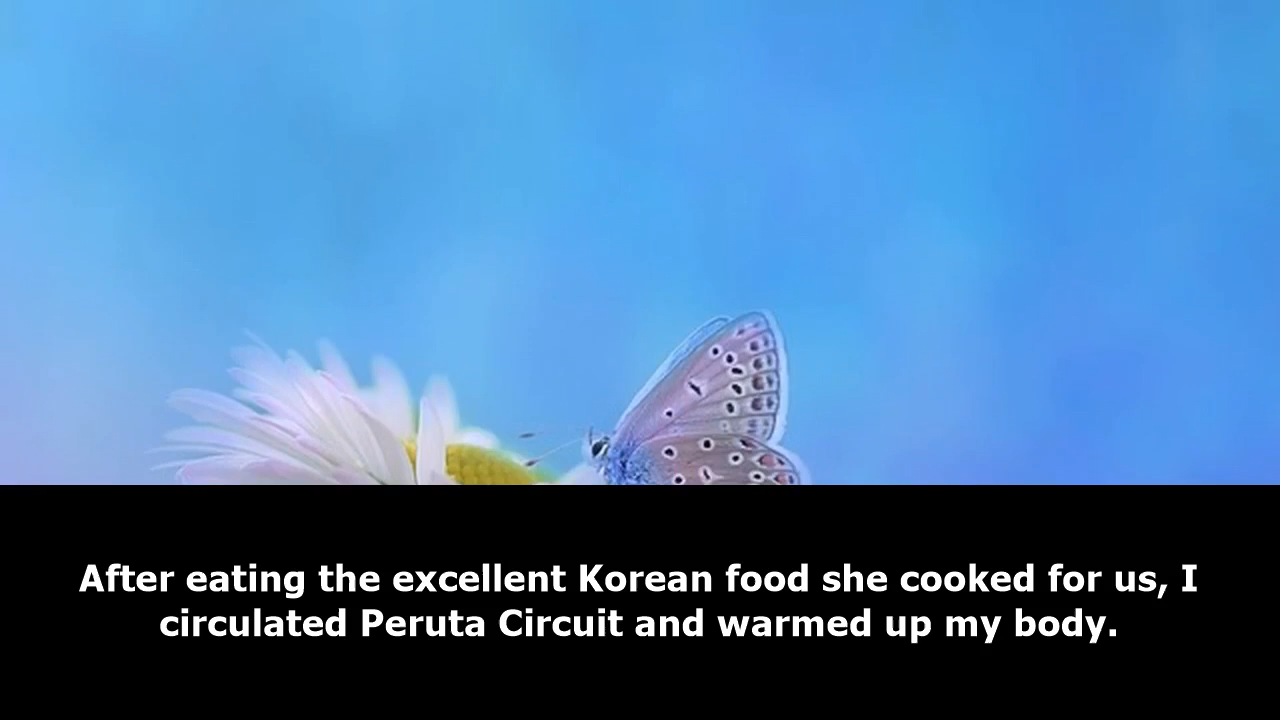 After eating the excellent Korean food she cooked for us, I
circulated Peruta Circuit and warmed up my body.